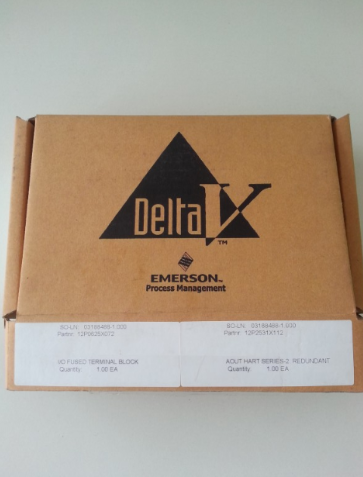 DeltaV
TM
EMERSON™
Process Management
I/O FUSED TERMINAL BLOCK
Quantity: 1.00 EA
AOUT HART SERIES-2 REDUNDANT
Quantity: 1.00 EA